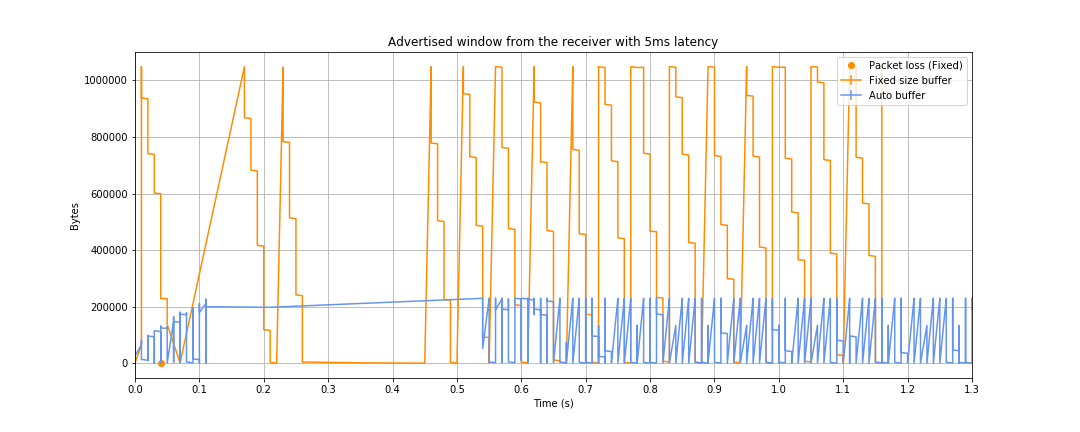 Advertised window from the receiver with 5ms latency
Packet loss (Fixed)
Fixed size buffer
Auto buffer
Bytes
1000000
800000
600000
400000
200000
0
0.0 0.1 0.2 0.3 0.4 0.5 0.6 0.7 0.8 0.9 1.0 1.1 1.2 1.3
Time (s)